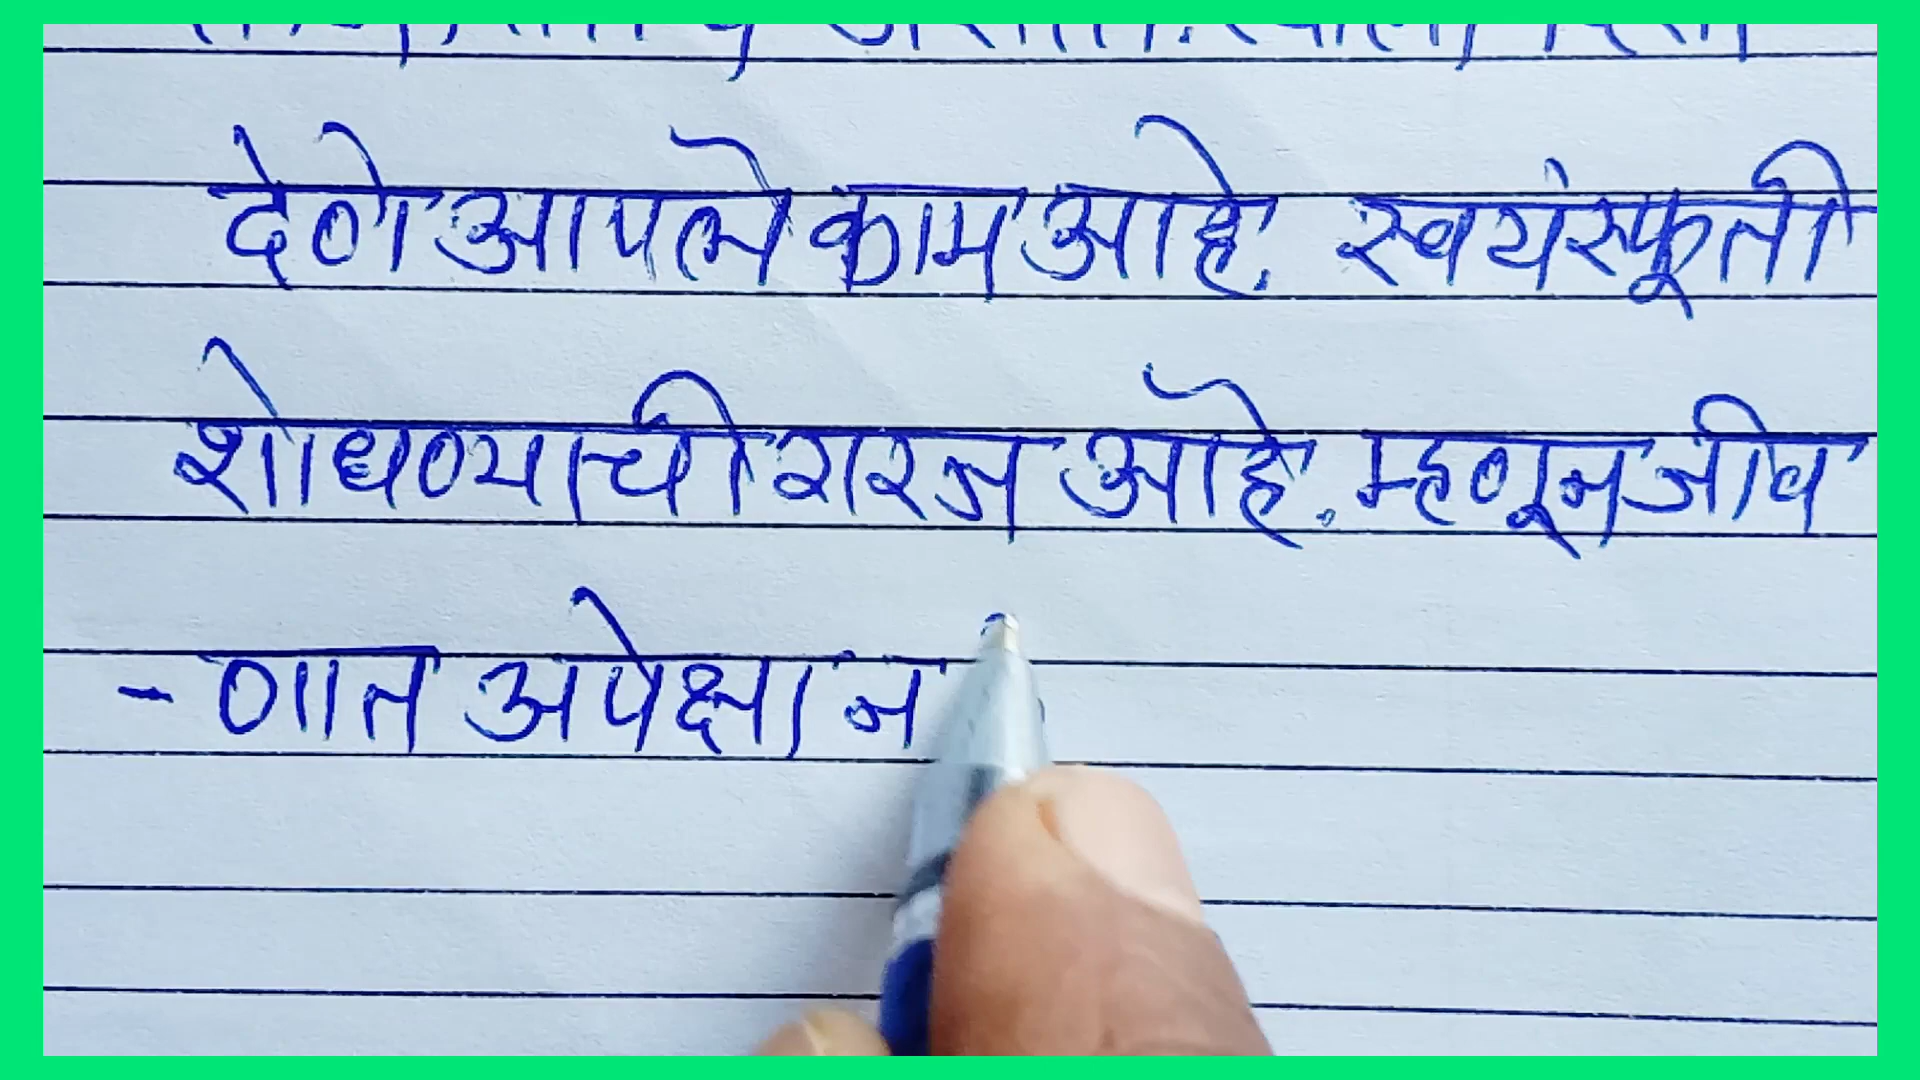 देणे आपले काम आहे. स्वयंस्फूर्ती
शोधण्याची गरज आहे. म्हणून जीव
- णात अपेक्षा न